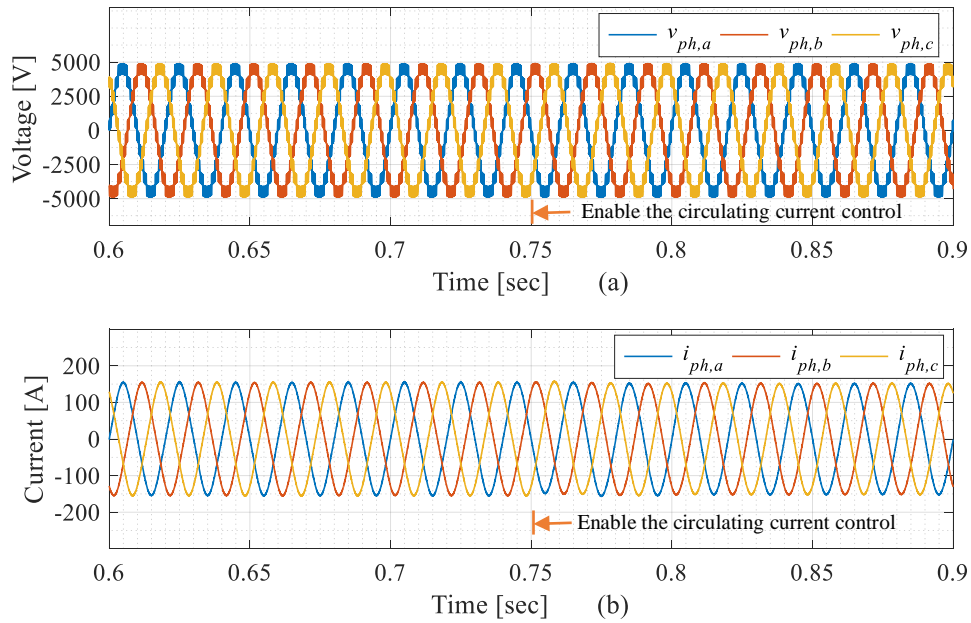 v_ph,a v_ph,b v_ph,c
5000
2500
0
-2500
-5000
Voltage [V]
Enable the circulating current control
0.6 0.65 0.7 0.75 0.8 0.85 0.9
Time [sec] (a)
i_ph,a i_ph,b i_ph,c
200
100
0
-100
-200
Current [A]
Enable the circulating current control
0.6 0.65 0.7 0.75 0.8 0.85 0.9
Time [sec] (b)